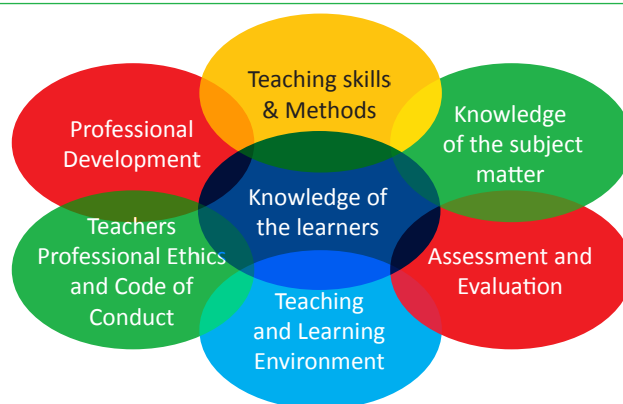 Teaching skills
& Methods
Professional
Development
Knowledge
of the subject
matter
Knowledge of
the learners
Teachers
Professional Ethics
and Code of
Conduct
Assessment and
Evaluation
Teaching
and Learning
Environment